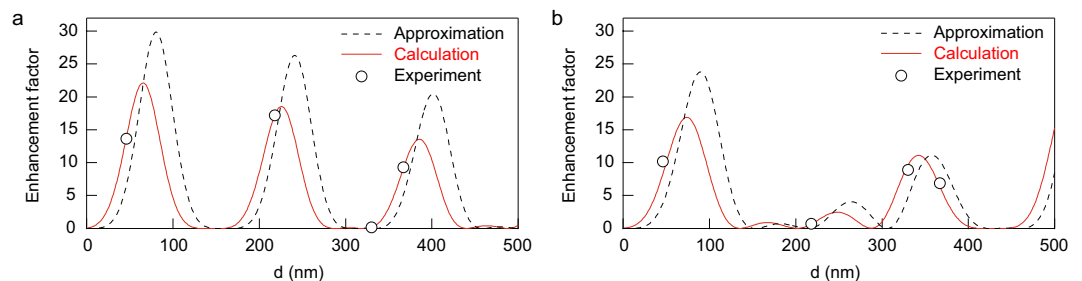 a
Enhancement factor
30
25
20
15
10
5
0
0 100 200 300 400 500
d (nm)
Approximation
Calculation
Experiment
b
Enhancement factor
30
25
20
15
10
5
0
0 100 200 300 400 500
d (nm)
Approximation
Calculation
Experiment